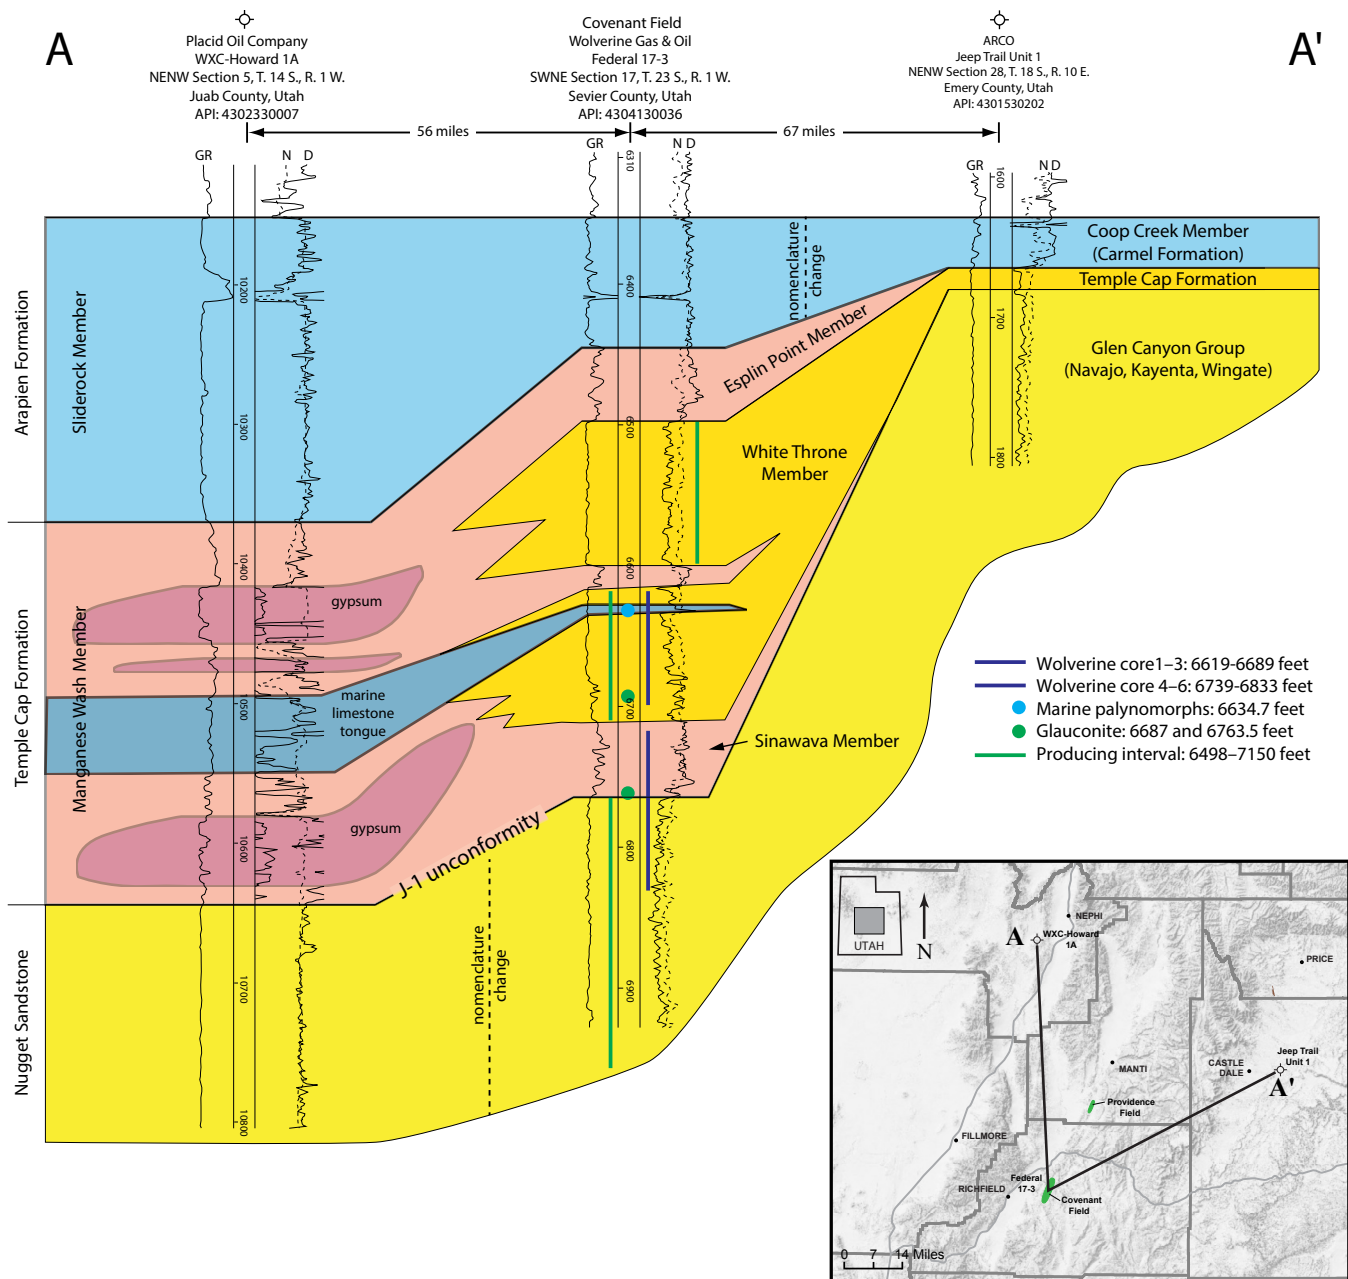 A
Placid Oil Company
WXC-Howard 1A
NENW Section 5, T. 14 S., R. 1 W.
Juab County, Utah
API: 4302330007
Covenant Field
Wolverine Gas & Oil
Federal 17-3
SWNE Section 17, T. 23 S., R. 1 W.
Sevier County, Utah
API: 4304130036
ARCO
Jeep Trail Unit 1
NENW Section 28, T. 18 S., R. 10 E.
Emery County, Utah
API: 4301530202
A'
56 miles
67 miles
GR
N
D
GR
N D
GR
N D
10200
10300
10400
10500
10600
10700
10800
6310
6400
6500
6600
6700
6800
6900
1600
1700
1800
Arapien Formation
Sliderock Member
Temple Cap Formation
Manganese Wash Member
Nugget Sandstone
nomenclature
change
Coop Creek Member
(Carmel Formation)
Temple Cap Formation
Glen Canyon Group
(Navajo, Kayenta, Wingate)
Esplin Point Member
White Throne
Member
gypsum
marine
limestone
tongue
gypsum
Sinawava Member
J-1 unconformity
nomenclature
change
Wolverine core1–3: 6619-6689 feet
Wolverine core 4–6: 6739-6833 feet
Marine palynomorphs: 6634.7 feet
Glauconite: 6687 and 6763.5 feet
Producing interval: 6498–7150 feet
UTAH
N
A
WXC-Howard
1A
NEPHI
PRICE
MANTI
CASTLE
DALE
Jeep Trail
Unit 1
A'
Providence
Field
FILLMORE
RICHFIELD
Federal
17-3
Covenant
Field
0 7 14 Miles